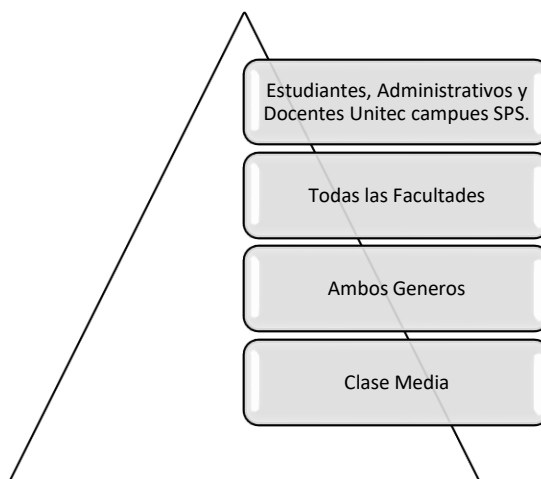 Estudiantes, Administrativos y
Docentes Unitec campues SPS.
Todas las Facultades
Ambos Generos
Clase Media